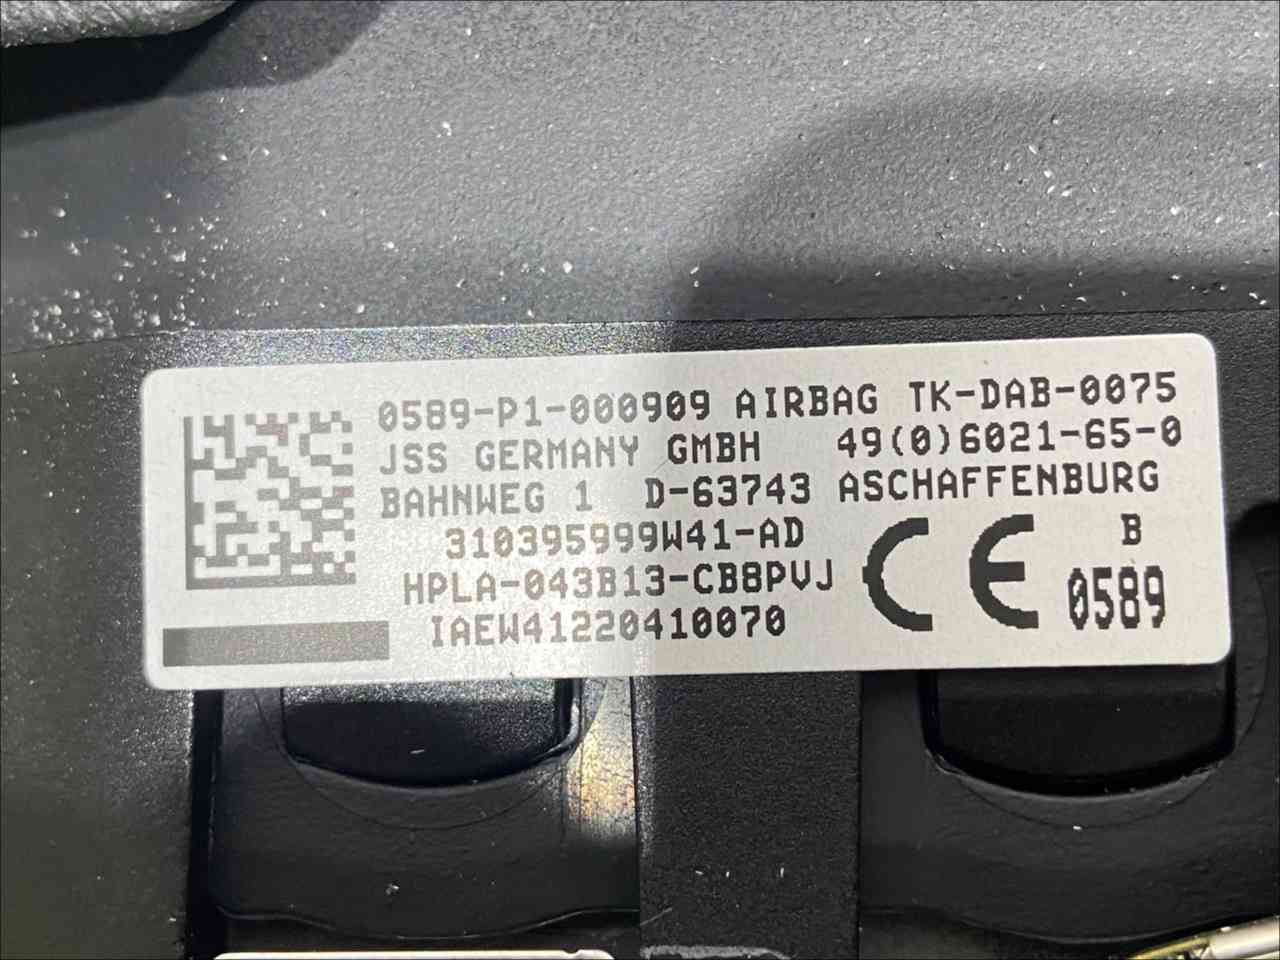 0589-P1-000909 AIRBAG TK-DAB-0075
JSS GERMANY GMBH 49(0)6021-65-0
BAHNWEG 1 D-63743 ASCHAFFENBURG
310395999W41-AD
HPLA-043B13-CB8PVJ
IAEW41220410070
CE
B
0589